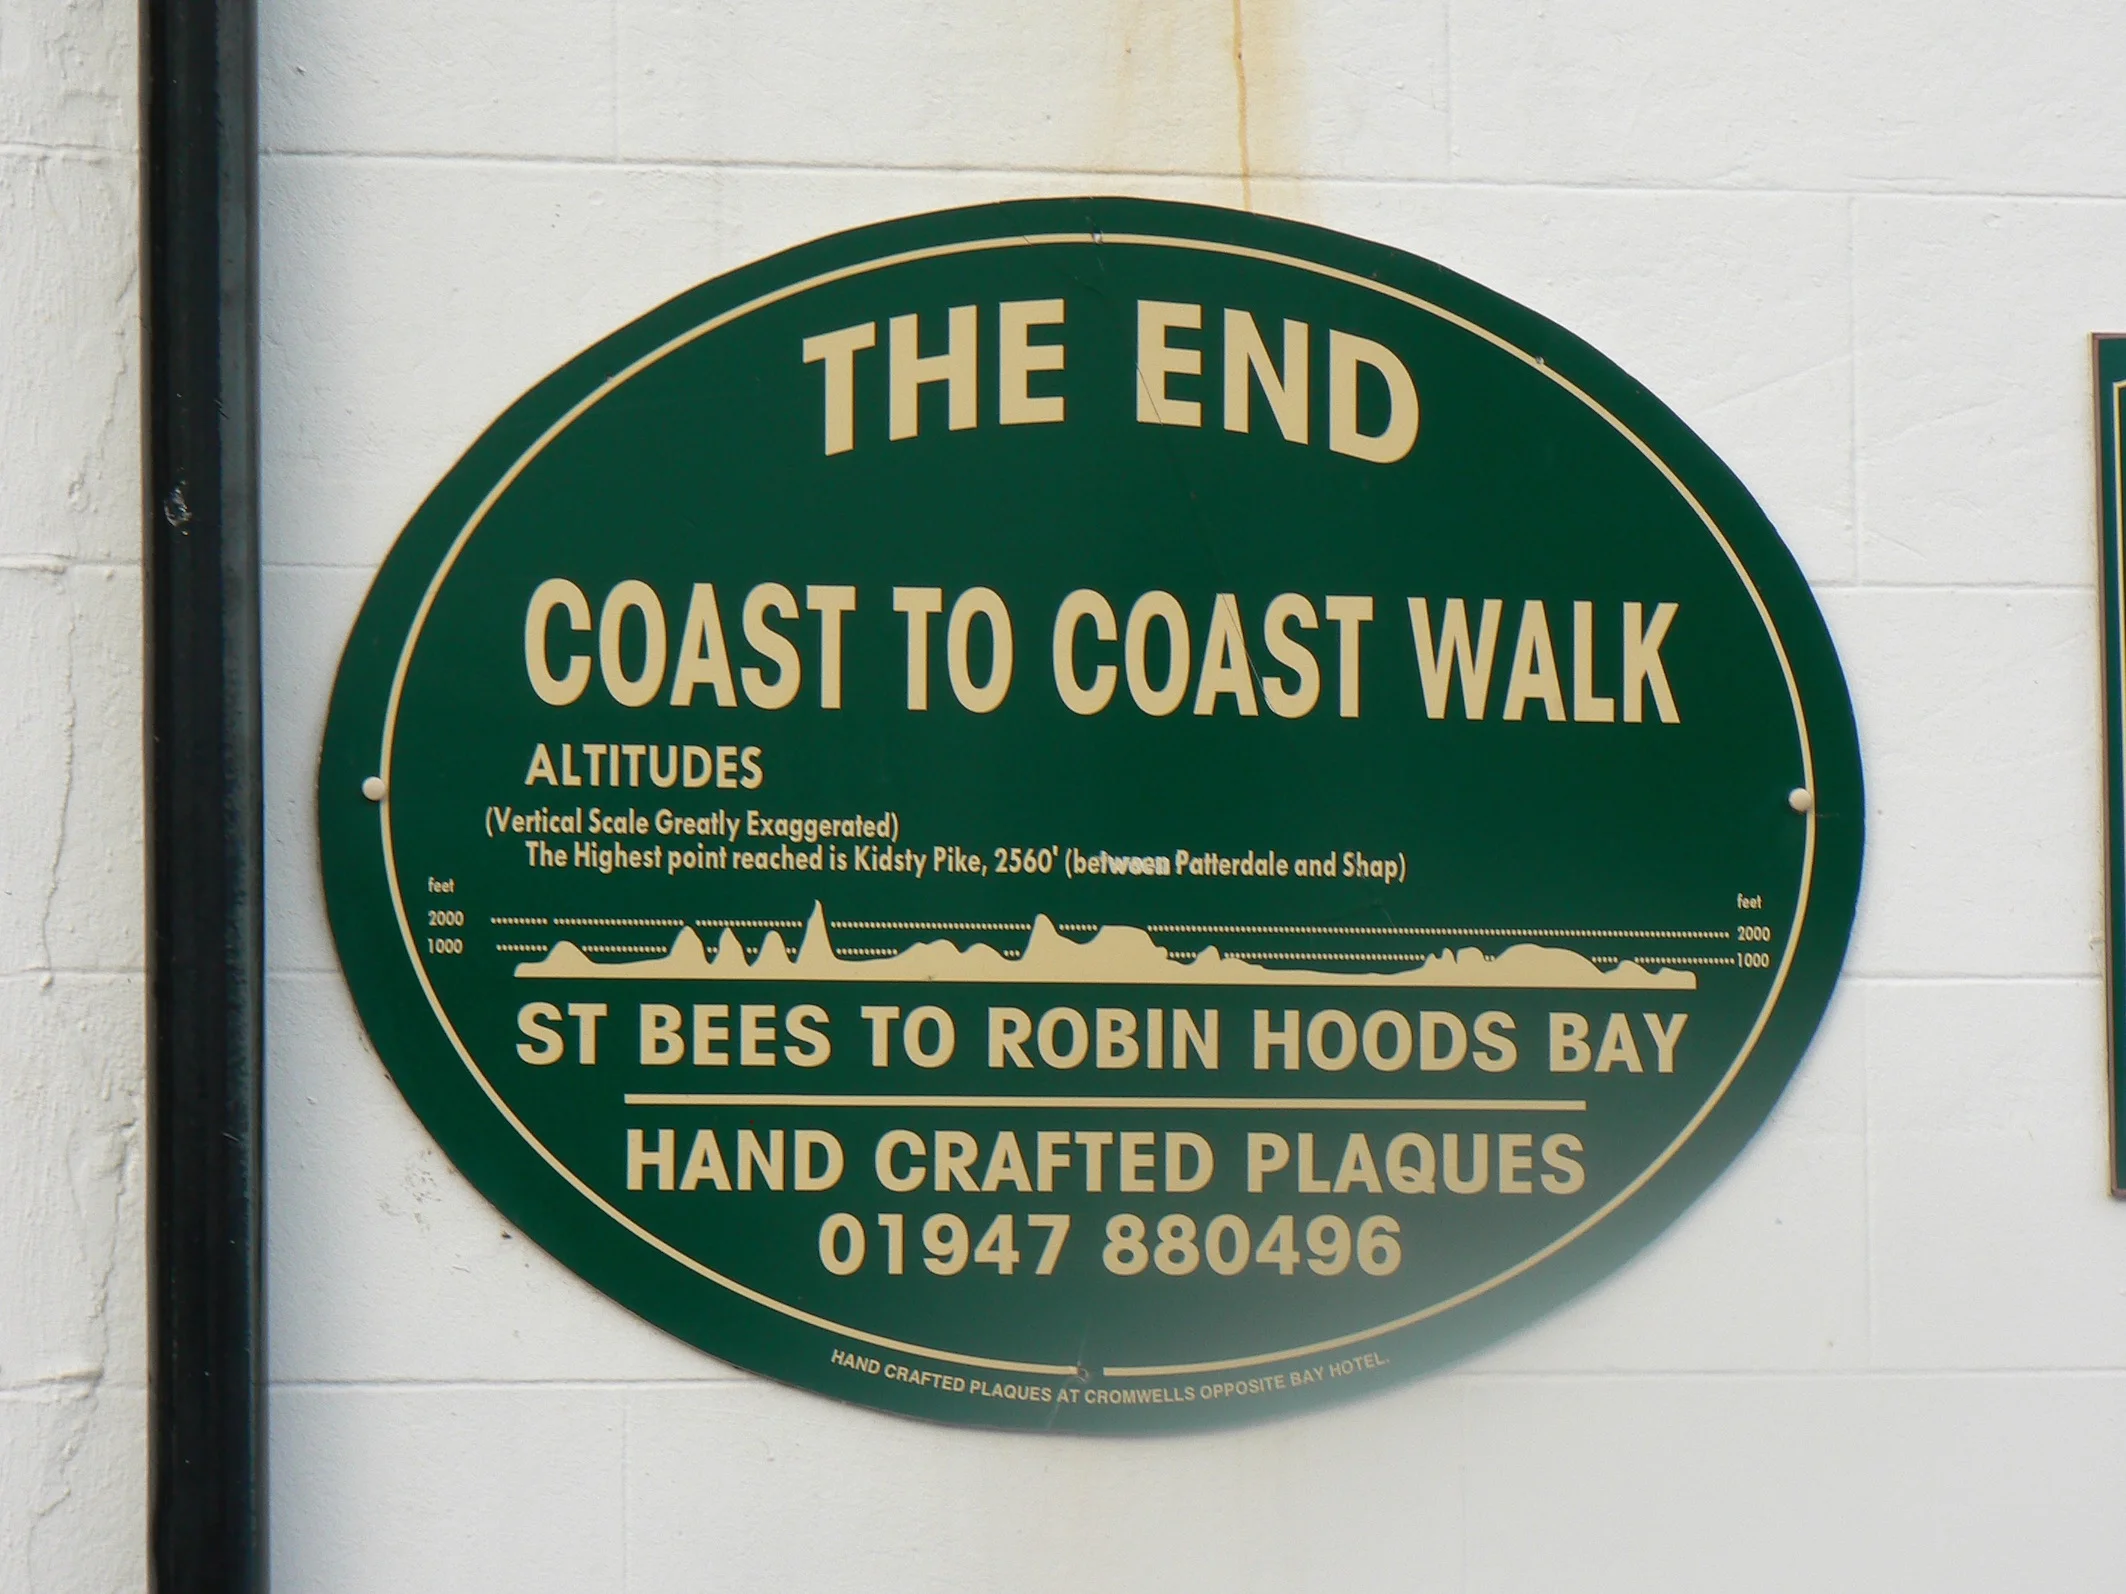 THE END
COAST TO COAST WALK
ALTITUDES
(Vertical Scale Greatly Exaggerated)
The Highest point reached is Kidsty Pike, 2560' (between Patterdale and Shap)
feet feet
2000 2000
1000 1000
ST BEES TO ROBIN HOODS BAY
HAND CRAFTED PLAQUES
01947 880496
HAND CRAFTED PLAQUES AT CROMWELLS OPPOSITE BAY HOTEL.